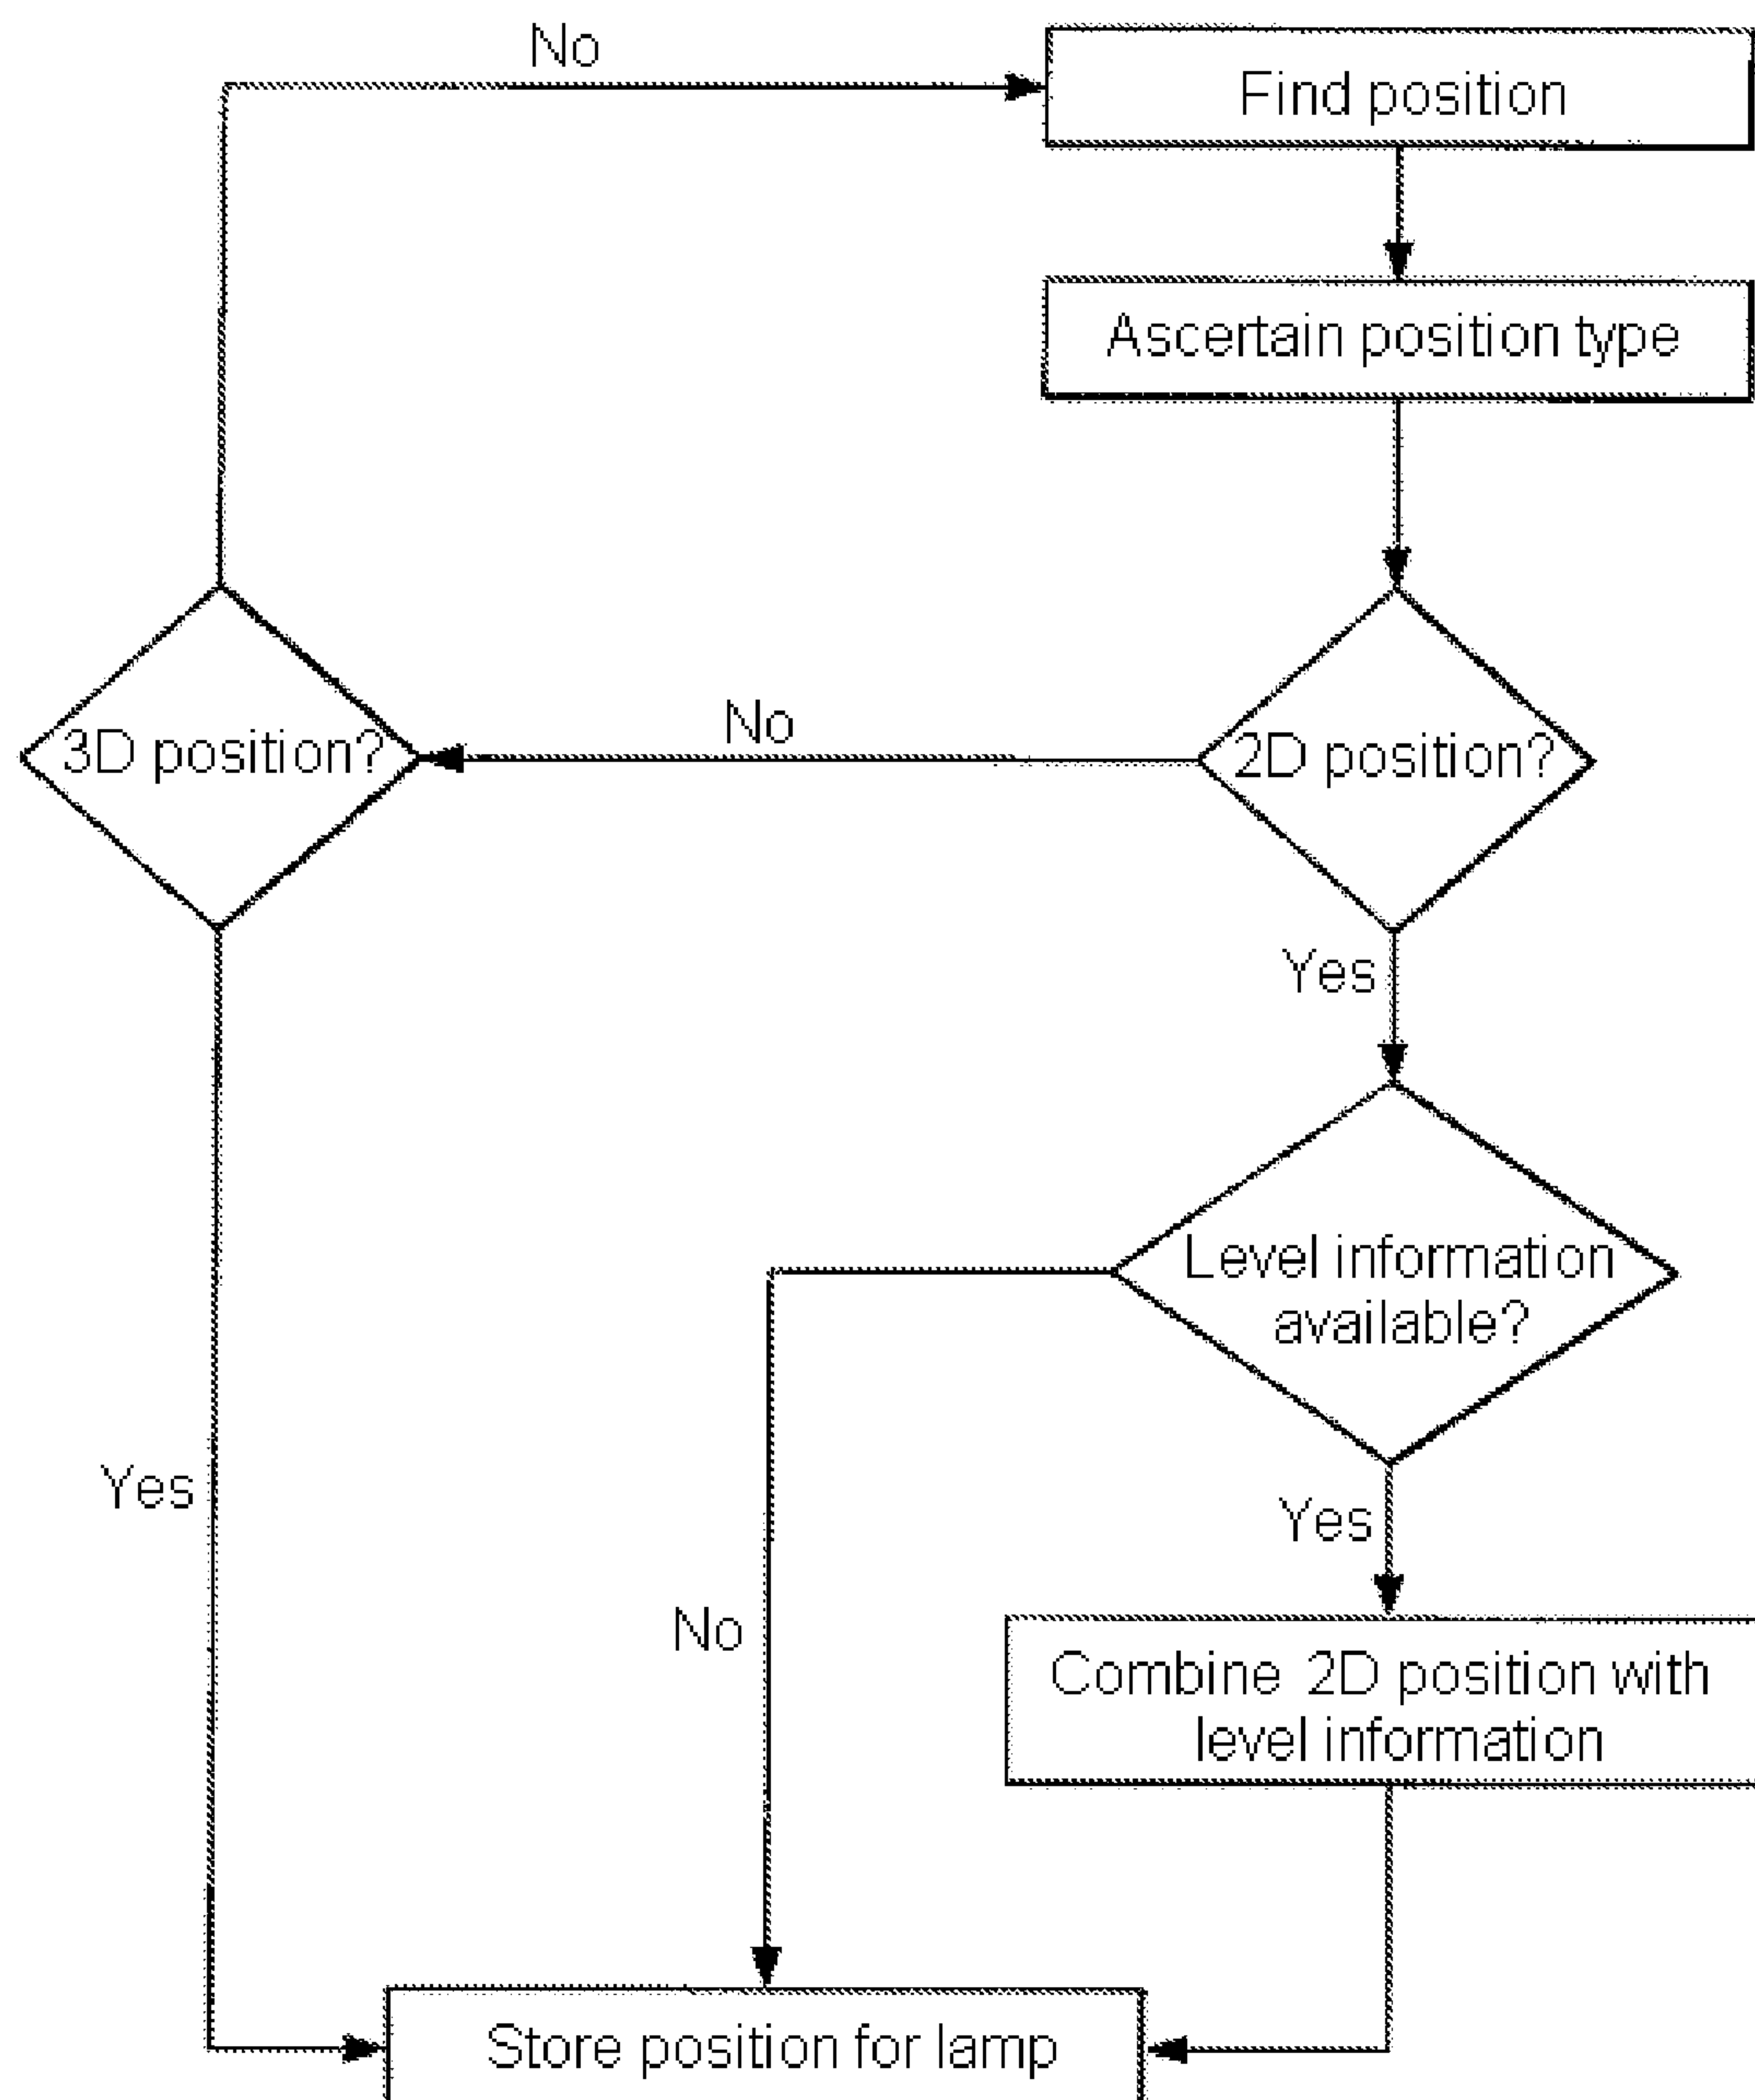 No
Find position
Ascertain position type
3D position?
No
2D position?
Yes
Level information
available?
Yes
Yes
No
Combine 2D position with
level information
Store position for lamp